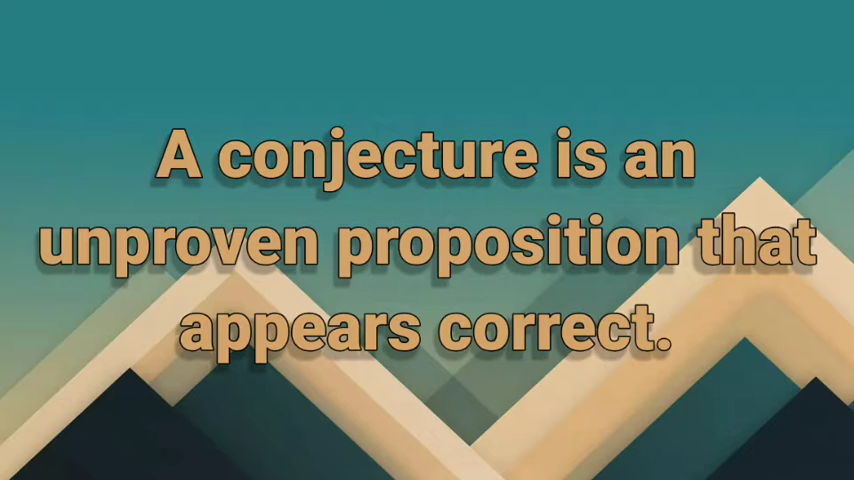 A conjecture is an
unproven proposition that
appears correct.